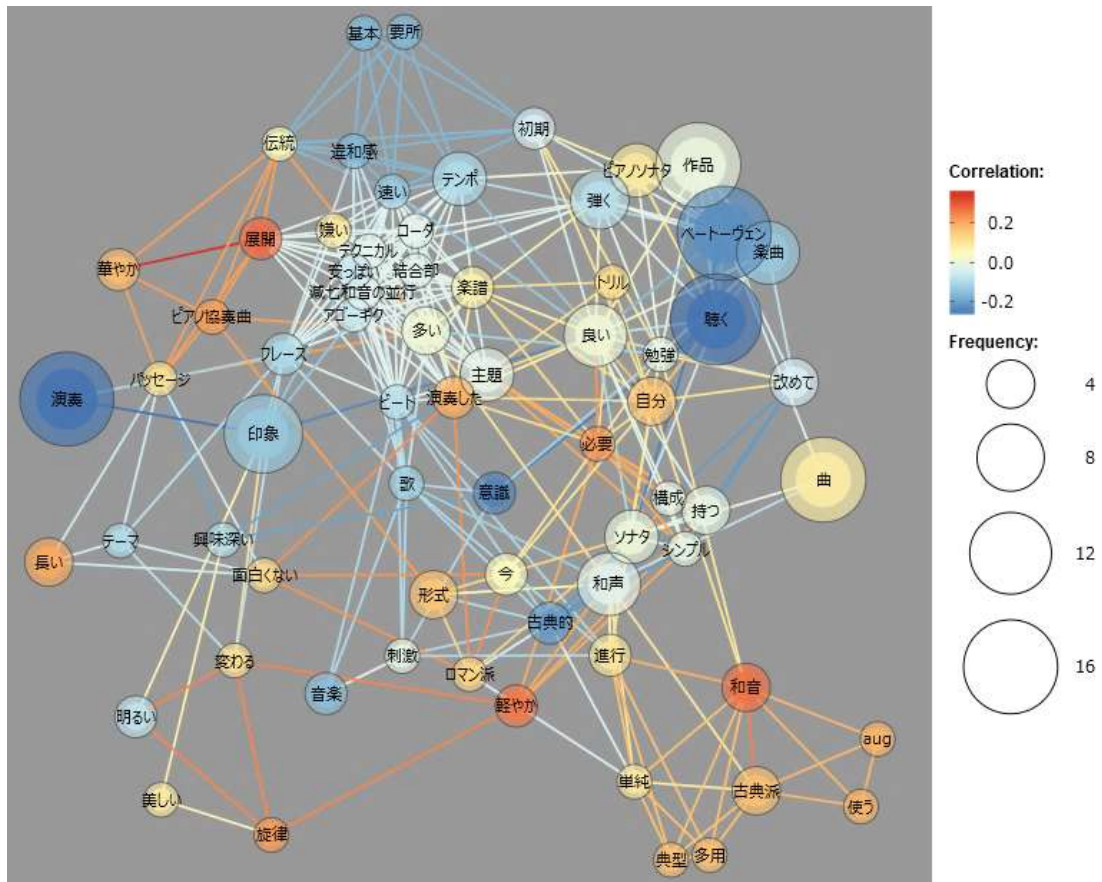 基本
要所
初期
伝統
違和感
テンポ
ピアノソナタ
作品
速い
弾く
展開
嫌い
コーダ
ベートーヴェン
楽曲
テクニカル
華やか
安っぽい
結合部
楽譜
トリル
減七和音の並行
ピアノ協奏曲
アゴーギク
多い
良い
聴く
フレーズ
勉強
主題
パッセージ
改めて
演奏
ビート
演奏した
自分
印象
必要
歌
意識
曲
構成
持つ
テーマ
興味深い
ソナタ
シンプル
長い
面白くない
今
和声
形式
古典的
変わる
刺激
進行
ロマン派
音楽
和音
明るい
軽やか
aug
単純
古典派
美しい
使う
旋律
典型
多用
Correlation:
0.2
0.0
-0.2
Frequency:
4
8
12
16